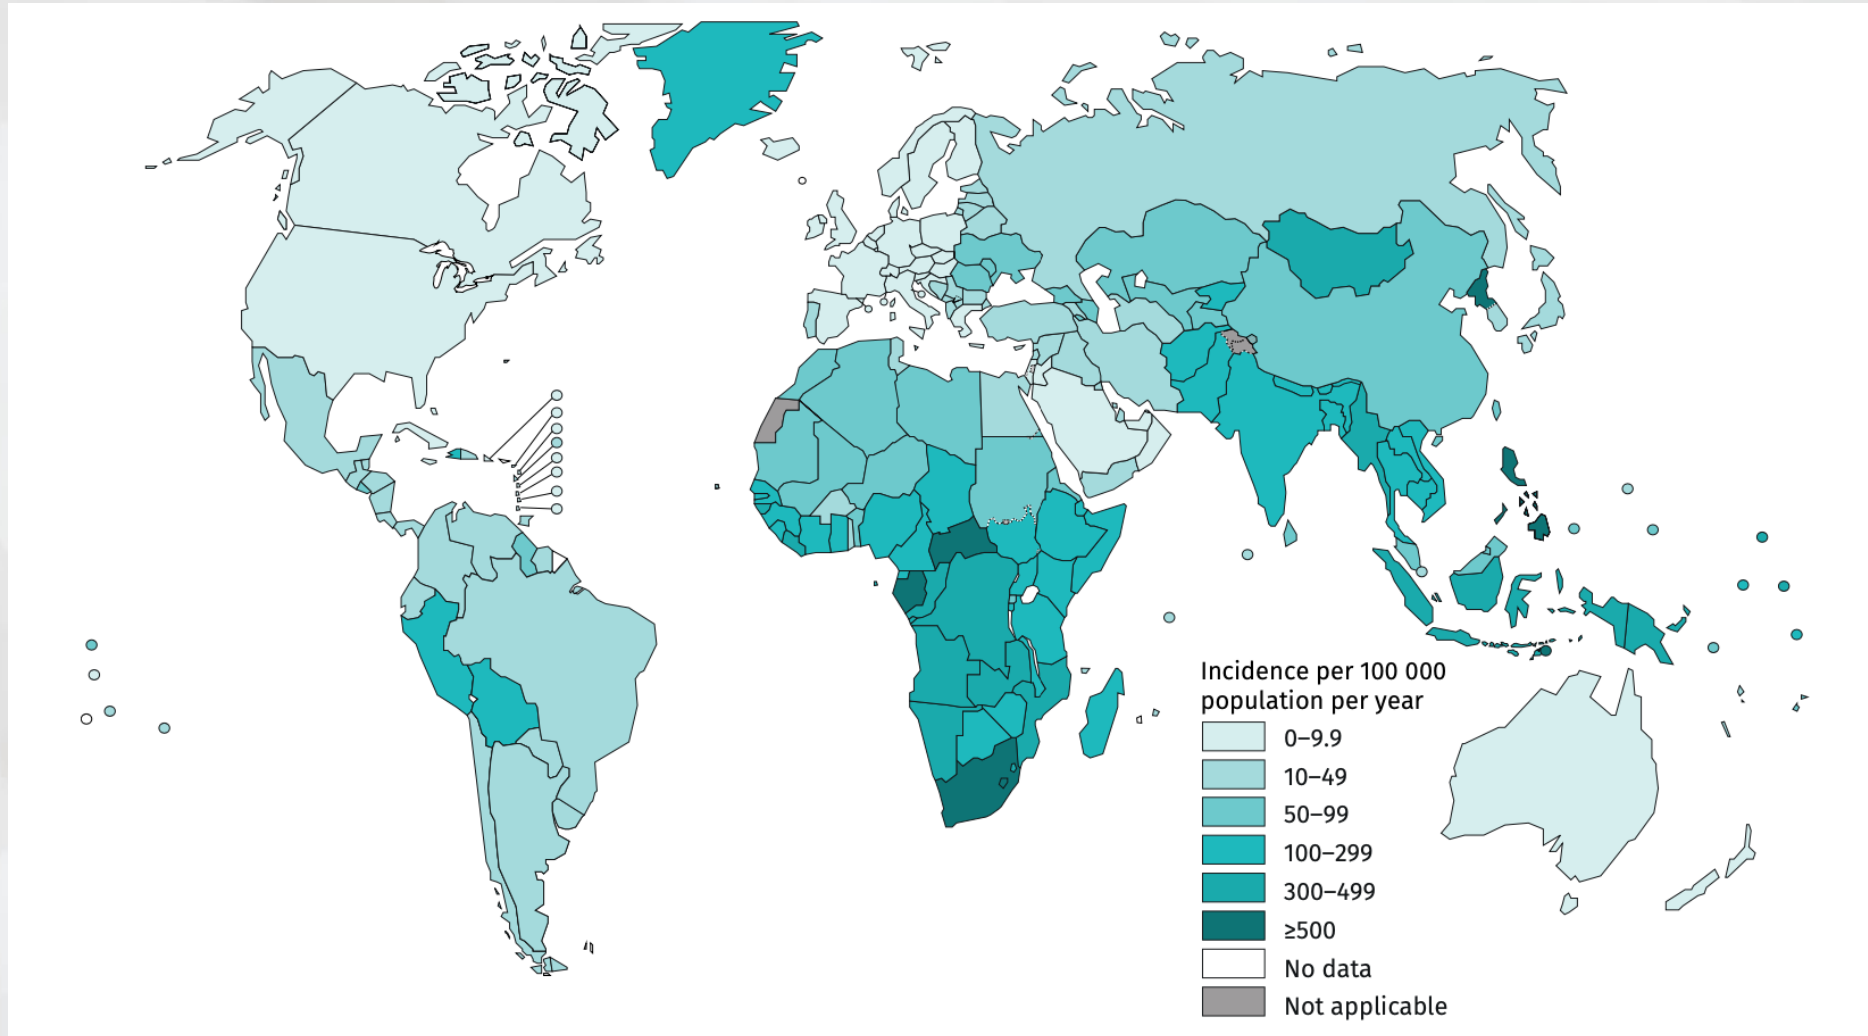 Incidence per 100 000
population per year
0–9.9
10–49
50–99
100–299
300–499
≥500
No data
Not applicable